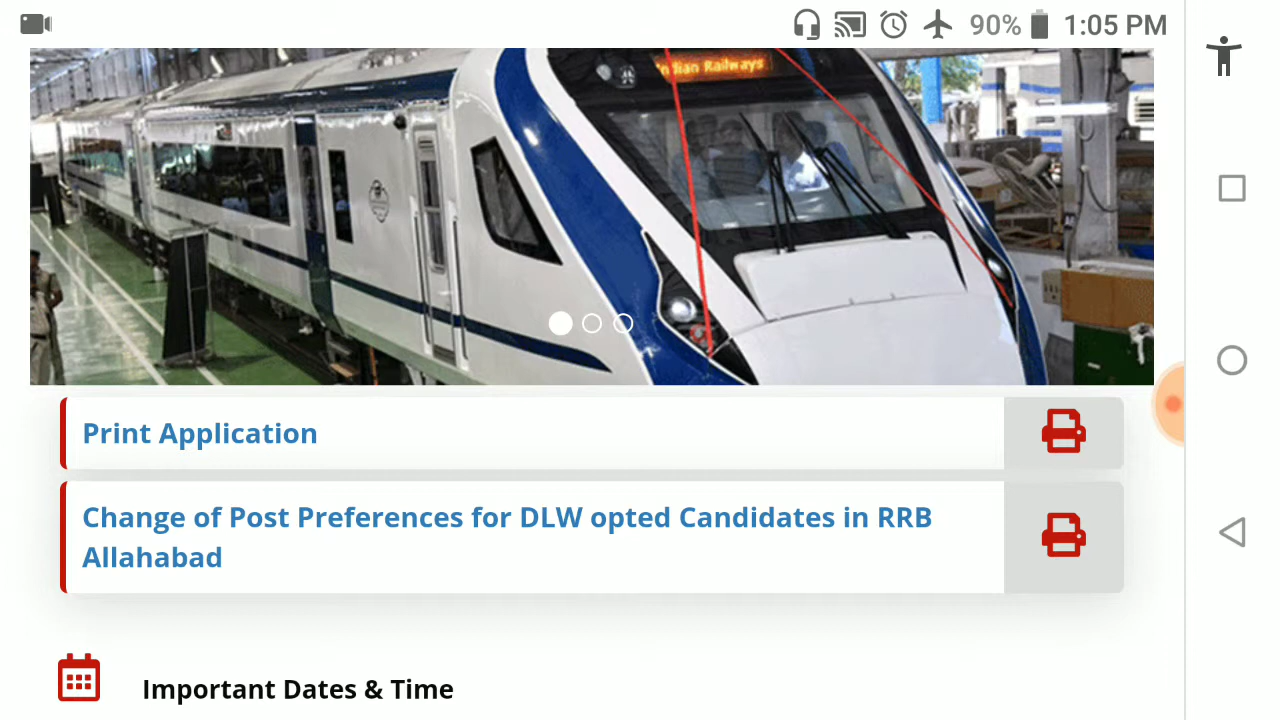 90% 1:05 PM
Indian Railways
Print Application
Change of Post Preferences for DLW opted Candidates in RRB
Allahabad
Important Dates & Time